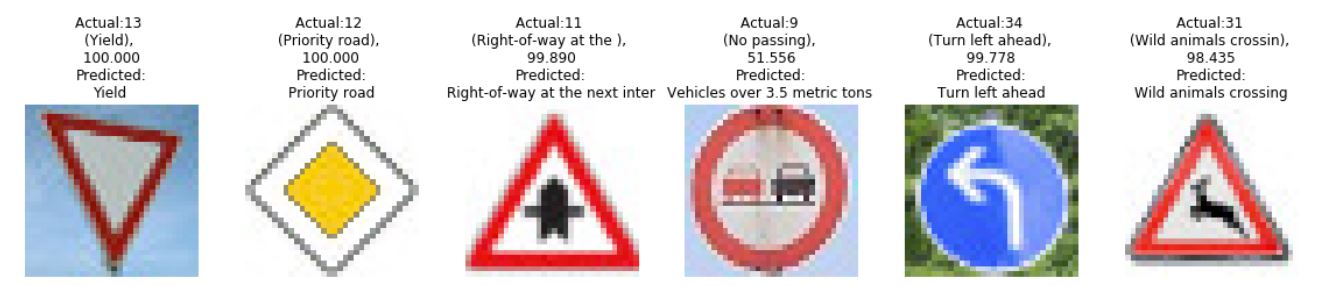 Actual:13
(Yield),
100.000
Predicted:
Yield
Actual:12
(Priority road),
100.000
Predicted:
Priority road
Actual:11
(Right-of-way at the ),
99.890
Predicted:
Right-of-way at the next inter
Actual:9
(No passing),
51.556
Predicted:
Vehicles over 3.5 metric tons
Actual:34
(Turn left ahead),
99.778
Predicted:
Turn left ahead
Actual:31
(Wild animals crossin),
98.435
Predicted:
Wild animals crossing